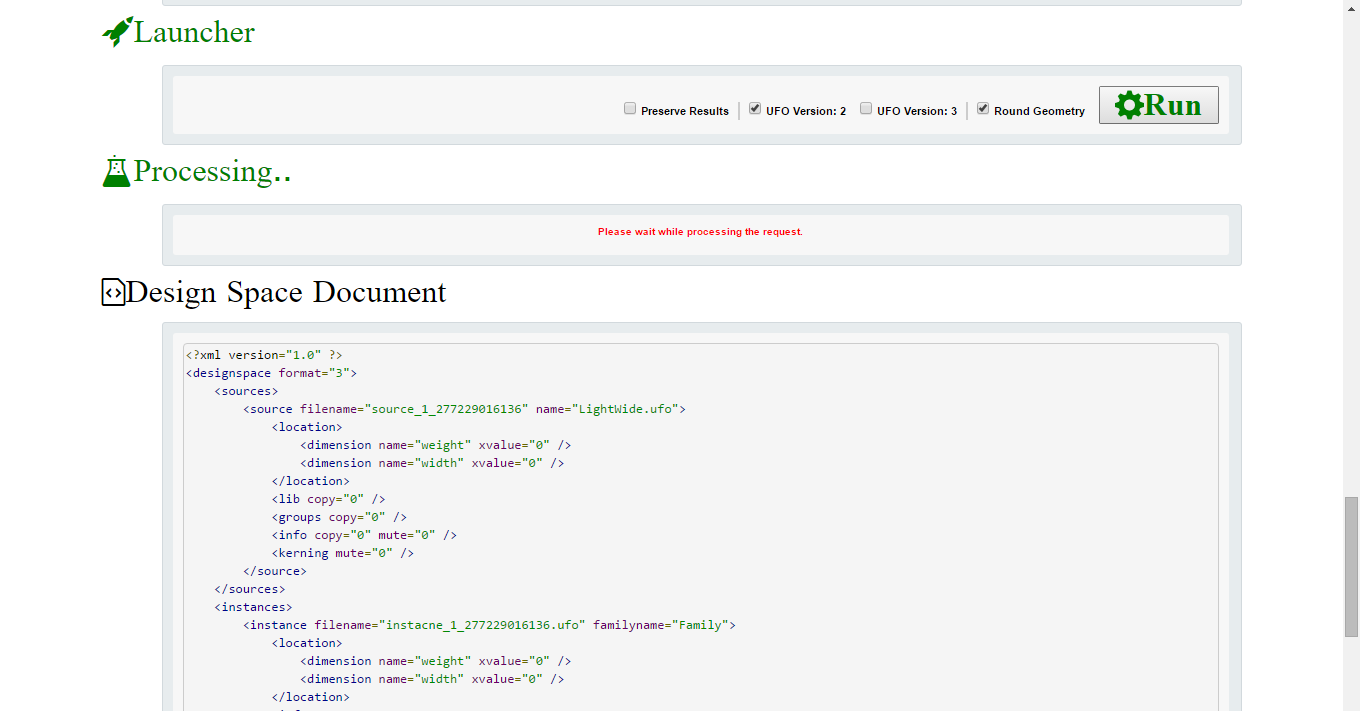 Launcher
Preserve Results | UFO Version: 2 UFO Version: 3 | Round Geometry Run
Processing..
Please wait while processing the request.
Design Space Document
<?xml version="1.0" ?>
<designspace format="3">
<sources>
<source filename="source_1_277229016136" name="LightWide.ufo">
<location>
<dimension name="weight" xvalue="0" />
<dimension name="width" xvalue="0" />
</location>
<lib copy="0" />
<groups copy="0" />
<info copy="0" mute="0" />
<kerning mute="0" />
</source>
</sources>
<instances>
<instance filename="instacne_1_277229016136.ufo" familyname="Family">
<location>
<dimension name="weight" xvalue="0" />
<dimension name="width" xvalue="0" />
</location>